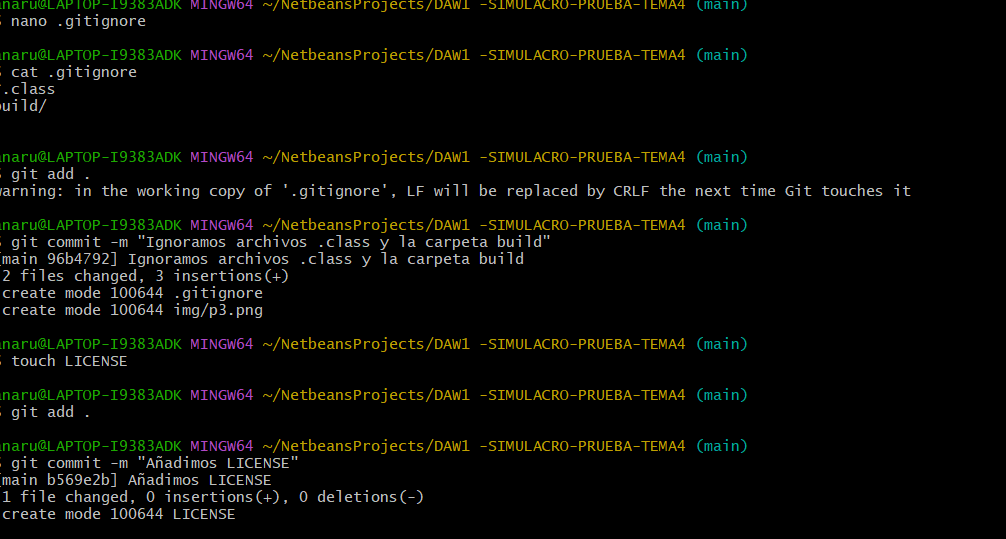 anaru@LAPTOP-I9383ADK MINGW64 ~/NetbeansProjects/DAW1 -SIMULACRO-PRUEBA-TEMA4 (main)
$ nano .gitignore
anaru@LAPTOP-I9383ADK MINGW64 ~/NetbeansProjects/DAW1 -SIMULACRO-PRUEBA-TEMA4 (main)
$ cat .gitignore
.class
build/
anaru@LAPTOP-I9383ADK MINGW64 ~/NetbeansProjects/DAW1 -SIMULACRO-PRUEBA-TEMA4 (main)
$ git add .
warning: in the working copy of '.gitignore', LF will be replaced by CRLF the next time Git touches it
anaru@LAPTOP-I9383ADK MINGW64 ~/NetbeansProjects/DAW1 -SIMULACRO-PRUEBA-TEMA4 (main)
$ git commit -m "Ignoramos archivos .class y la carpeta build"
[main 96b4792] Ignoramos archivos .class y la carpeta build
2 files changed, 3 insertions(+)
create mode 100644 .gitignore
create mode 100644 img/p3.png
anaru@LAPTOP-I9383ADK MINGW64 ~/NetbeansProjects/DAW1 -SIMULACRO-PRUEBA-TEMA4 (main)
$ touch LICENSE
anaru@LAPTOP-I9383ADK MINGW64 ~/NetbeansProjects/DAW1 -SIMULACRO-PRUEBA-TEMA4 (main)
$ git add .
anaru@LAPTOP-I9383ADK MINGW64 ~/NetbeansProjects/DAW1 -SIMULACRO-PRUEBA-TEMA4 (main)
$ git commit -m "Añadimos LICENSE"
[main b569e2b] Añadimos LICENSE
1 file changed, 0 insertions(+), 0 deletions(-)
create mode 100644 LICENSE